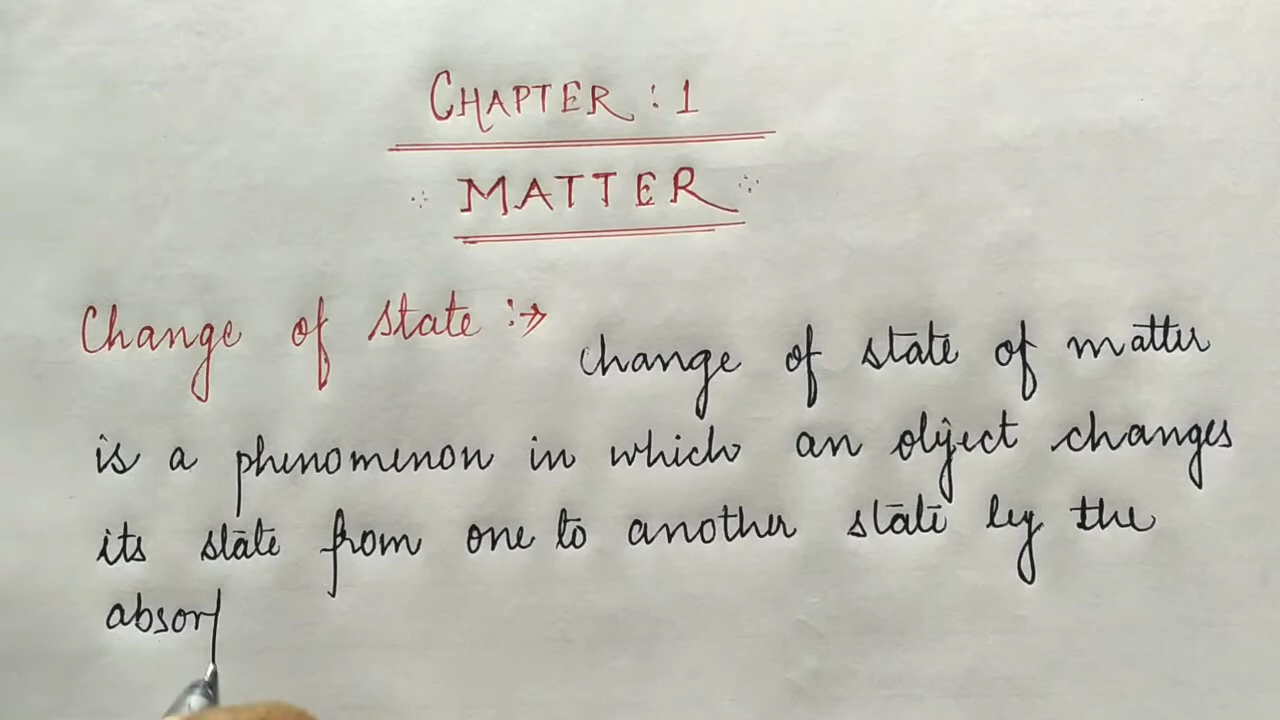 CHAPTER : 1
MATTER
Change of state :→ change of state of matter
is a phenomenon in which an object changes
its state from one to another state by the
absor